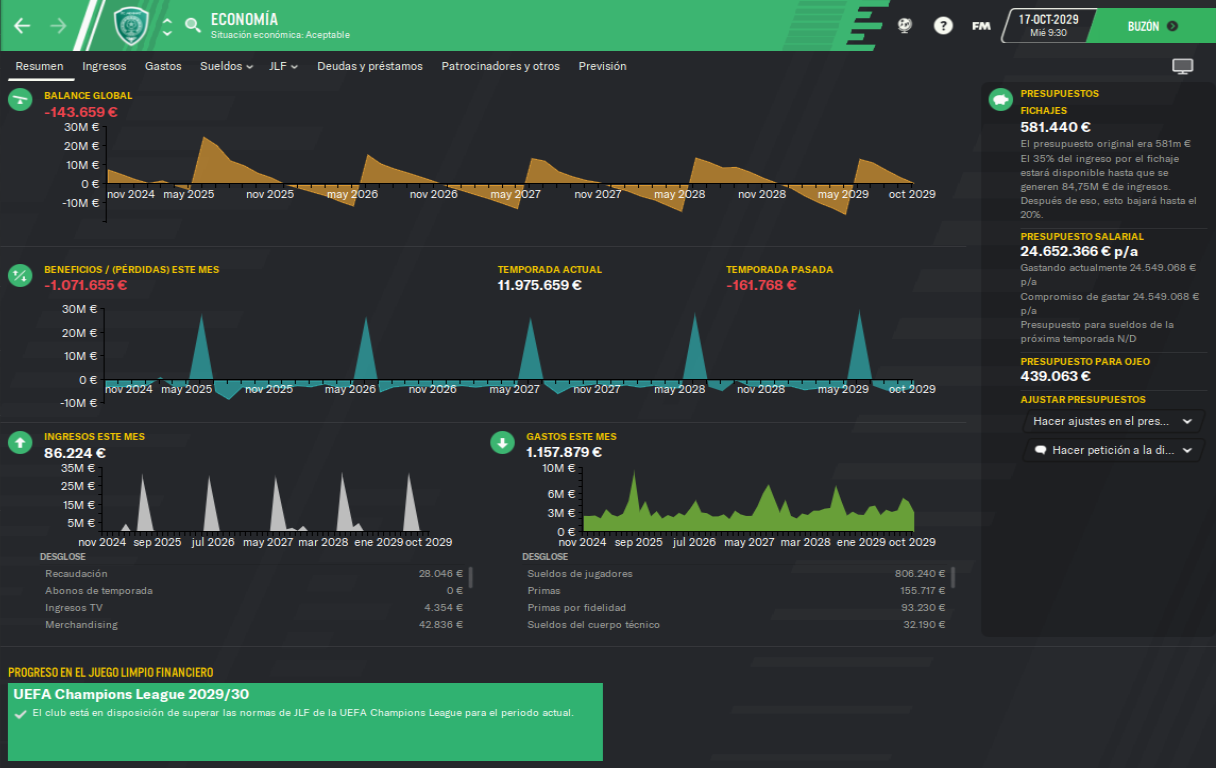 ECONOMÍA
Situación económica: Aceptable
?
FM
17-OCT-2029
Mié 9:30
BUZÓN
Resumen Ingresos Gastos Sueldos JLF Deudas y préstamos Patrocinadores y otros Previsión
BALANCE GLOBAL
-143.659 €
30M €
20M €
10M €
0 €
-10M €
nov 2024 may 2025 nov 2025 may 2026 nov 2026 may 2027 nov 2027 may 2028 nov 2028 may 2029 oct 2029
BENEFICIOS / (PÉRDIDAS) ESTE MES
-1.071.655 €
TEMPORADA ACTUAL
11.975.659 €
TEMPORADA PASADA
-161.768 €
30M €
20M €
10M €
0 €
-10M €
nov 2024 may 2025 nov 2025 may 2026 nov 2026 may 2027 nov 2027 may 2028 nov 2028 may 2029 oct 2029
INGRESOS ESTE MES
86.224 €
35M €
25M €
15M €
5M €
nov 2024 sep 2025 jul 2026 may 2027 mar 2028 ene 2029 oct 2029
DESGLOSE
Recaudación 28.046 €
Abonos de temporada 0 €
Ingresos TV 4.354 €
Merchandising 42.836 €
GASTOS ESTE MES
1.157.879 €
10M €
6M €
3M €
0 €
nov 2024 sep 2025 jul 2026 may 2027 mar 2028 ene 2029 oct 2029
DESGLOSE
Sueldos de jugadores 806.240 €
Primas 155.717 €
Primas por fidelidad 93.230 €
Sueldos del cuerpo técnico 32.190 €
PRESUPUESTOS
FICHAJES
581.440 €
El presupuesto original era 581m €
El 35% del ingreso por el fichaje
estará disponible hasta que se
generen 84,75M € de ingresos.
Después de eso, esto bajará hasta el
20%.
PRESUPUESTO SALARIAL
24.652.366 € p/a
Gastando actualmente 24.549.068 €
p/a
Compromiso de gastar 24.549.068 €
p/a
Presupuesto para sueldos de la
próxima temporada N/D
PRESUPUESTO PARA OJEO
439.063 €
AJUSTAR PRESUPUESTOS
Hacer ajustes en el pres...
Hacer petición a la di...
PROGRESO EN EL JUEGO LIMPIO FINANCIERO
UEFA Champions League 2029/30
El club está en disposición de superar las normas de JLF de la UEFA Champions League para el periodo actual.